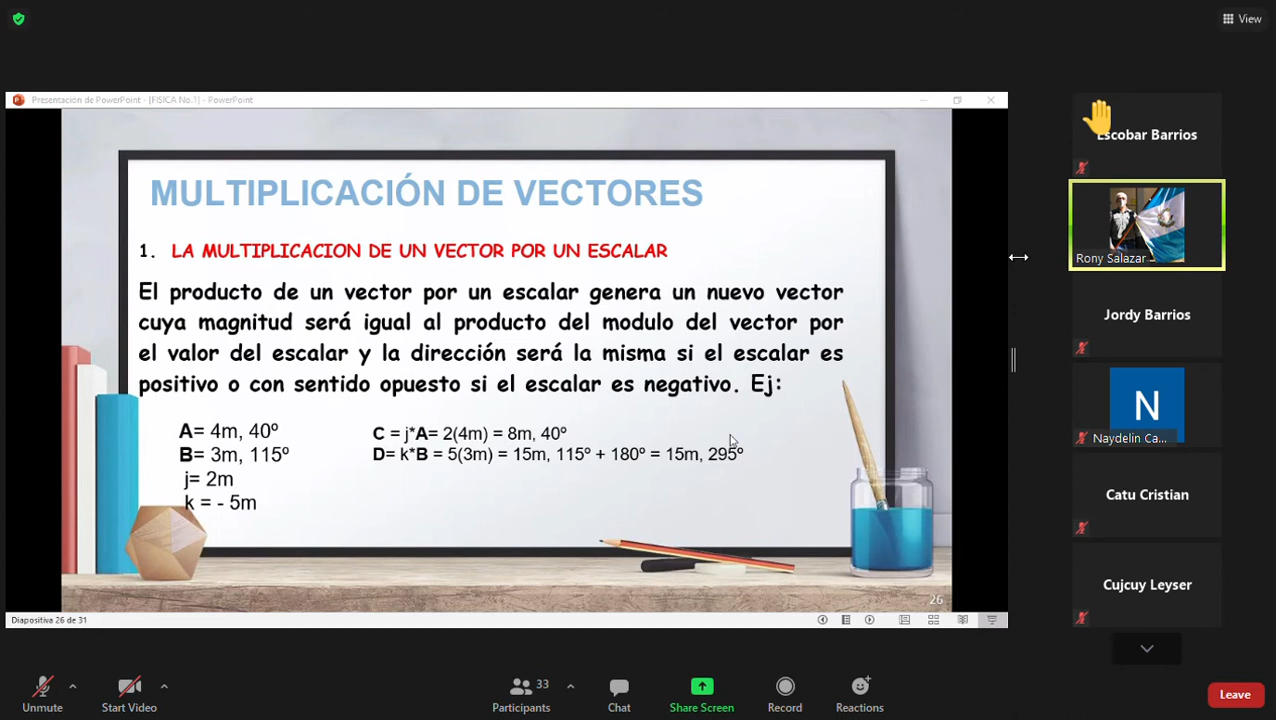 View
Presentación de PowerPoint - [FISICA No.1] - PowerPoint
MULTIPLICACIÓN DE VECTORES
1. LA MULTIPLICACION DE UN VECTOR POR UN ESCALAR
El producto de un vector por un escalar genera un nuevo vector
cuya magnitud será igual al producto del modulo del vector por
el valor del escalar y la dirección será la misma si el escalar es
positivo o con sentido opuesto si el escalar es negativo. Ej:
A= 4m, 40º
B= 3m, 115º
j= 2m
k = - 5m
C = j*A= 2(4m) = 8m, 40º
D= k*B = 5(3m) = 15m, 115º + 180º = 15m, 295º
26
Diapositiva 26 de 31
Escobar Barrios
Rony Salazar
Jordy Barrios
N
Naydelin Ca...
Catu Cristian
Cujcuy Leyser
Unmute
Start Video
33
Participants
Chat
Share Screen
Record
Reactions
Leave